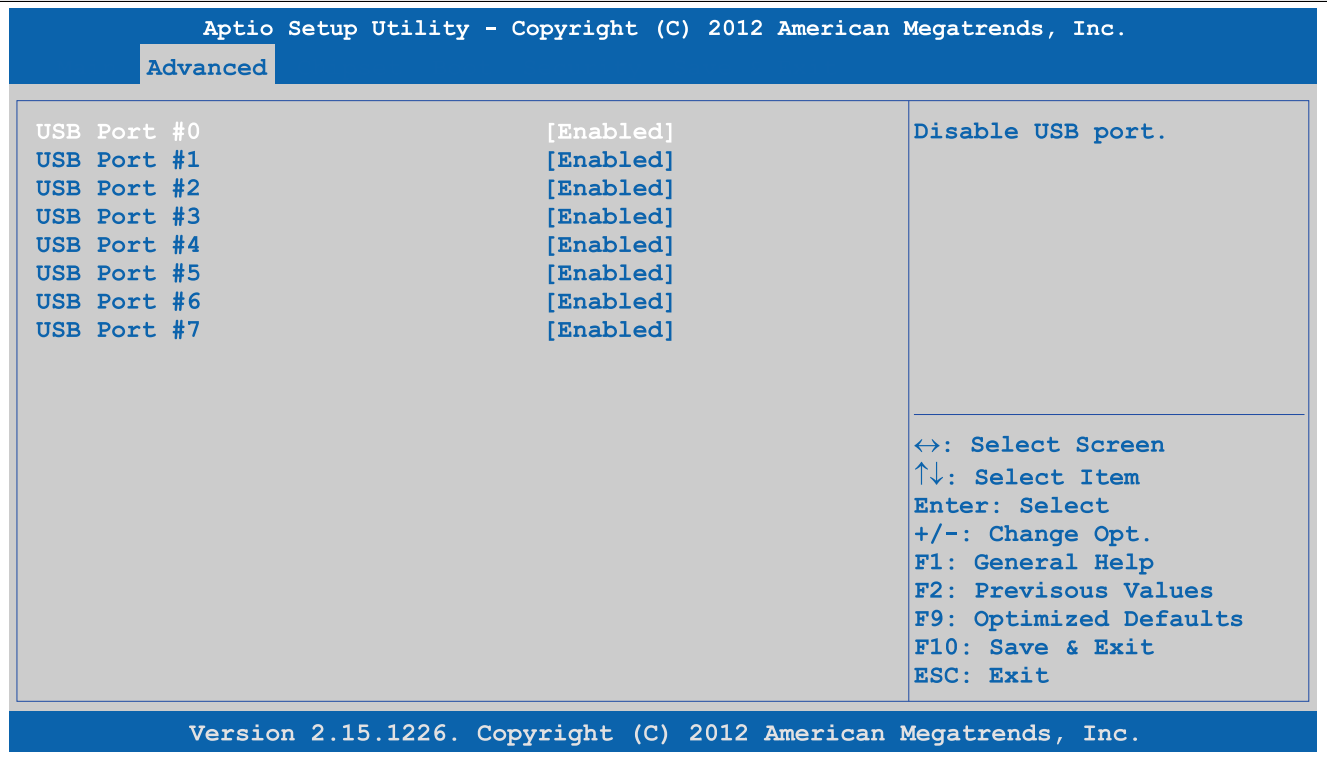 Aptio Setup Utility - Copyright (C) 2012 American Megatrends, Inc.
Advanced
USB Port #0 [Enabled]
USB Port #1 [Enabled]
USB Port #2 [Enabled]
USB Port #3 [Enabled]
USB Port #4 [Enabled]
USB Port #5 [Enabled]
USB Port #6 [Enabled]
USB Port #7 [Enabled]
Disable USB port.
↔: Select Screen
↑↓: Select Item
Enter: Select
+/-: Change Opt.
F1: General Help
F2: Previsous Values
F9: Optimized Defaults
F10: Save & Exit
ESC: Exit
Version 2.15.1226. Copyright (C) 2012 American Megatrends, Inc.